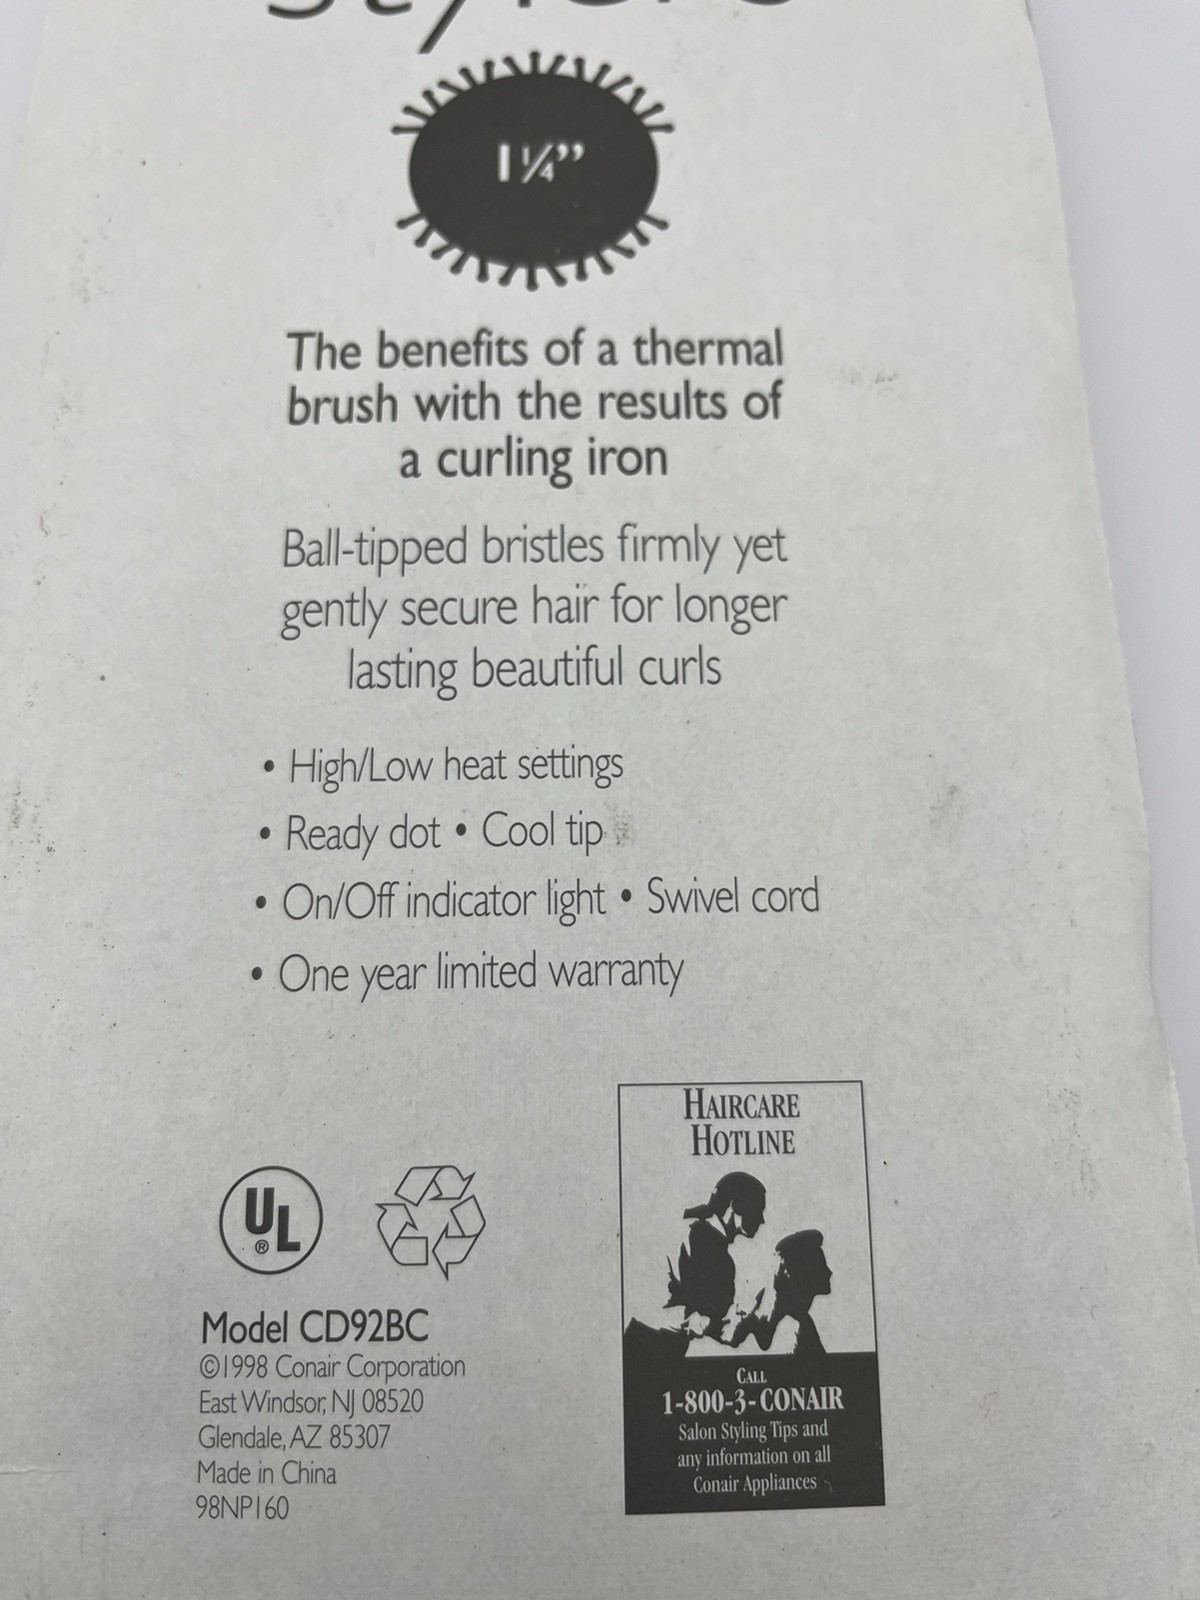 1 ¼”
The benefits of a thermal
brush with the results of
a curling iron
Ball-tipped bristles firmly yet
gently secure hair for longer
lasting beautiful curls
• High/Low heat settings
• Ready dot • Cool tip
• On/Off indicator light • Swivel cord
• One year limited warranty
HAIRCARE
HOTLINE
UL
®
Model CD92BC
©1998 Conair Corporation
East Windsor, NJ 08520
Glendale, AZ 85307
Made in China
98NP160
CALL
1-800-3-CONAIR
Salon Styling Tips and
any information on all
Conair Appliances